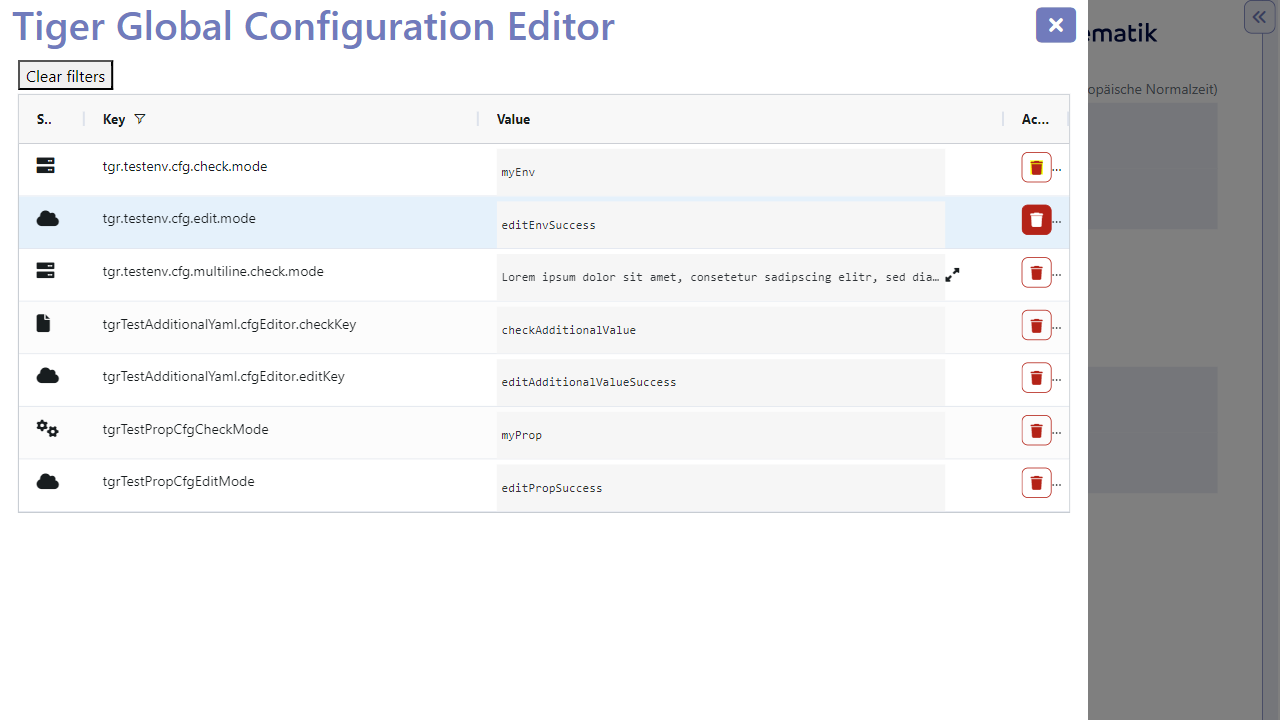 Tiger Global Configuration Editor
ematik
Clear filters
opäische Normalzeit)
S.. Key Value Ac...
tgr.testenv.cfg.check.mode myEnv ...
tgr.testenv.cfg.edit.mode editEnvSuccess ...
tgr.testenv.cfg.multiline.check.mode Lorem ipsum dolor sit amet, consetetur sadipscing elitr, sed dia… ...
tgrTestAdditionalYaml.cfgEditor.checkKey checkAdditionalValue ...
tgrTestAdditionalYaml.cfgEditor.editKey editAdditionalValueSuccess ...
tgrTestPropCfgCheckMode myProp ...
tgrTestPropCfgEditMode editPropSuccess ...